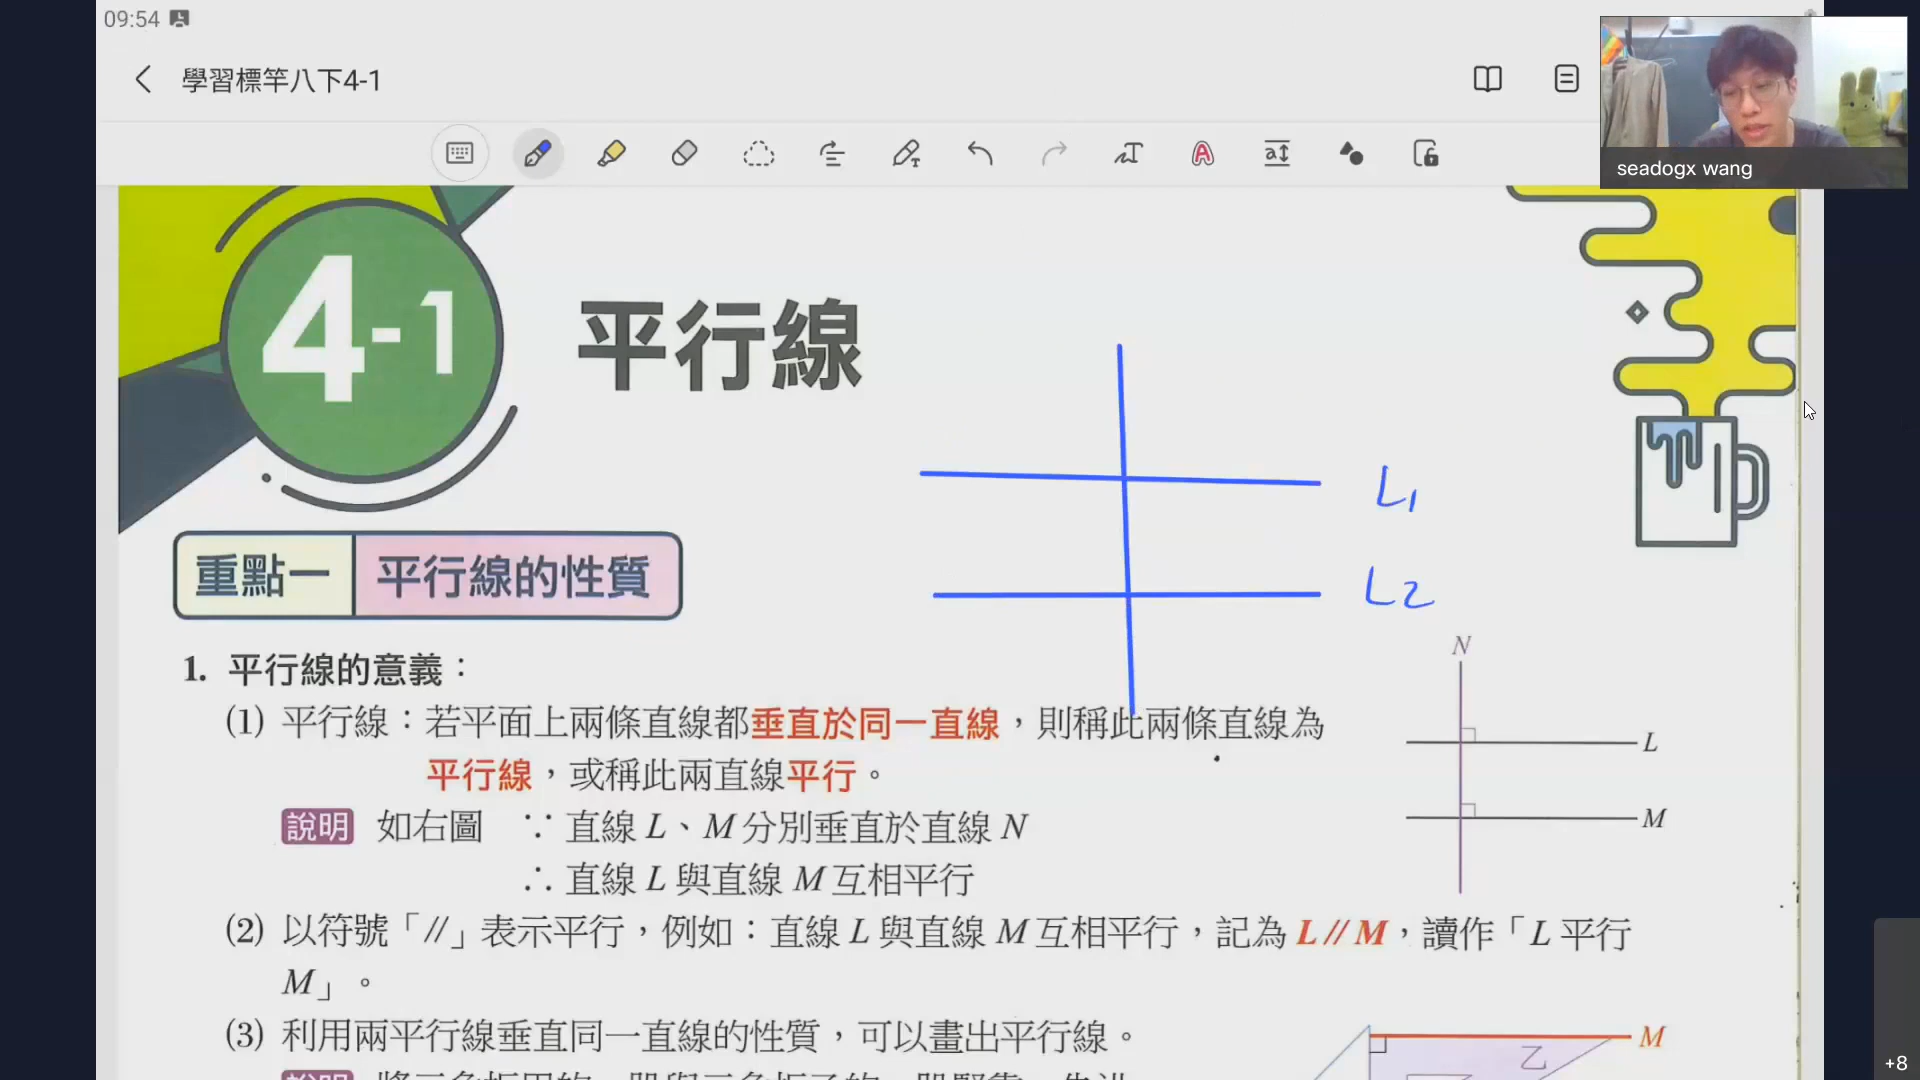 09:54
學習標竿八下4-1
seadogx wang
4-1
平行線
L1
L2
重點一 平行線的性質
1. 平行線的意義：
(1) 平行線：若平面上兩條直線都垂直於同一直線，則稱此兩條直線為
平行線，或稱此兩直線平行。
說明 如右圖 ∵ 直線 L、M 分別垂直於直線 N
∴ 直線 L 與直線 M 互相平行
N
L
M
(2) 以符號「//」表示平行，例如：直線 L 與直線 M 互相平行，記為 L // M，讀作「L 平行
M」。
(3) 利用兩平行線垂直同一直線的性質，可以畫出平行線。
M
乙
+8